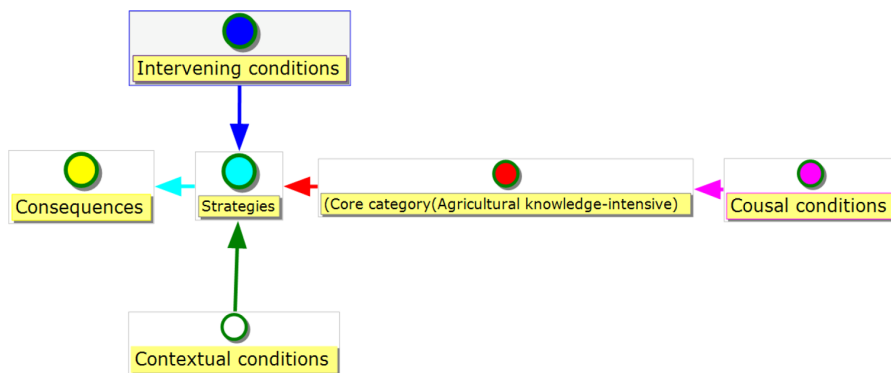 Intervening conditions
Consequences
Strategies
(Core category(Agricultural knowledge-intensive)
Cousal conditions
Contextual conditions